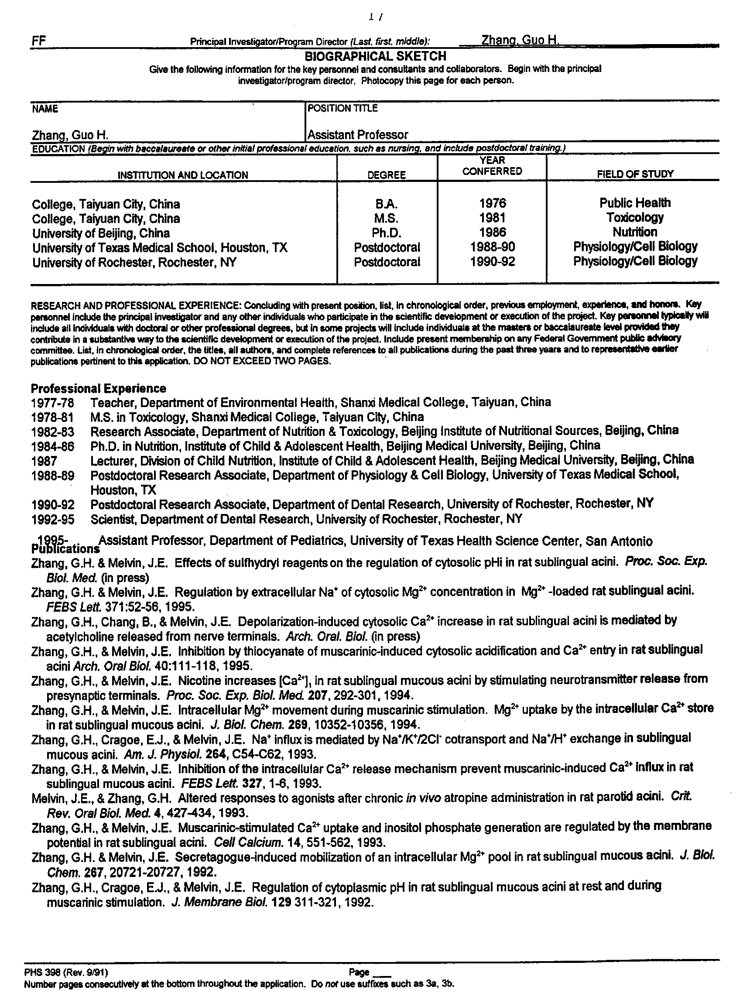 17
FF Principal Investigator/Program Director (Last, first, middle): Zhang, Guo H.
BIOGRAPHICAL SKETCH
Give the following information for the key personnel and consultants and collaborators. Begin with the principal
investigator/program director. Photocopy this page for each person.
NAME POSITION TITLE
Zhang, Guo H. Assistant Professor
EDUCATION (Begin with baccalaureate or other initial professional education, such as nursing, and include postdoctoral training.)
INSTITUTION AND LOCATION DEGREE YEAR CONFERRED FIELD OF STUDY
College, Taiyuan City, China B.A. 1976 Public Health
College, Taiyuan City, China M.S. 1981 Toxicology
University of Beijing, China Ph.D. 1986 Nutrition
University of Texas Medical School, Houston, TX Postdoctoral 1988-90 Physiology/Cell Biology
University of Rochester, Rochester, NY Postdoctoral 1990-92 Physiology/Cell Biology
RESEARCH AND PROFESSIONAL EXPERIENCE: Concluding with present position, list, in chronological order, previous employment, experience, and honors. Key
personnel include the principal investigator and any other individuals who participate in the scientific development or execution of the project. Key personnel typically will
include all individuals with doctoral or other professional degrees, but in some projects will include individuals at the masters or baccalaureate level provided they
contribute in a substantive way to the scientific development or execution of the project. Include present membership on any Federal Government public advisory
committee. List, in chronological order, the titles, all authors, and complete references to all publications during the past three years and to representative earlier
publications pertinent to this application. DO NOT EXCEED TWO PAGES.
Professional Experience
1977-78 Teacher, Department of Environmental Health, Shanxi Medical College, Taiyuan, China
1978-81 M.S. in Toxicology, Shanxi Medical College, Taiyuan City, China
1982-83 Research Associate, Department of Nutrition & Toxicology, Beijing Institute of Nutritional Sources, Beijing, China
1984-86 Ph.D. in Nutrition, Institute of Child & Adolescent Health, Beijing Medical University, Beijing, China
1987 Lecturer, Division of Child Nutrition, Institute of Child & Adolescent Health, Beijing Medical University, Beijing, China
1988-89 Postdoctoral Research Associate, Department of Physiology & Cell Biology, University of Texas Medical School,
Houston, TX
1990-92 Postdoctoral Research Associate, Department of Dental Research, University of Rochester, Rochester, NY
1992-95 Scientist, Department of Dental Research, University of Rochester, Rochester, NY
1995- Assistant Professor, Department of Pediatrics, University of Texas Health Science Center, San Antonio
Publications
Zhang, G.H. & Melvin, J.E. Effects of sulfhydryl reagents on the regulation of cytosolic pHi in rat sublingual acini. Proc. Soc. Exp.
Biol. Med. (in press)
Zhang, G.H. & Melvin, J.E. Regulation by extracellular Na⁺ of cytosolic Mg²⁺ concentration in Mg²⁺ -loaded rat sublingual acini.
FEBS Lett. 371:52-56, 1995.
Zhang, G.H., Chang, B., & Melvin, J.E. Depolarization-induced cytosolic Ca²⁺ increase in rat sublingual acini is mediated by
acetylcholine released from nerve terminals. Arch. Oral. Biol. (in press)
Zhang, G.H., & Melvin, J.E. Inhibition by thiocyanate of muscarinic-induced cytosolic acidification and Ca²⁺ entry in rat sublingual
acini Arch. Oral Biol. 40:111-118, 1995.
Zhang, G.H., & Melvin, J.E. Nicotine increases [Ca²⁺]ᵢ in rat sublingual mucous acini by stimulating neurotransmitter release from
presynaptic terminals. Proc. Soc. Exp. Biol. Med. 207, 292-301, 1994.
Zhang, G.H., & Melvin, J.E. Intracellular Mg²⁺ movement during muscarinic stimulation. Mg²⁺ uptake by the intracellular Ca²⁺ store
in rat sublingual mucous acini. J. Biol. Chem. 269, 10352-10356, 1994.
Zhang, G.H., Cragoe, E.J., & Melvin, J.E. Na⁺ influx is mediated by Na⁺/K⁺/2Cl⁻ cotransport and Na⁺/H⁺ exchange in sublingual
mucous acini. Am. J. Physiol. 264, C54-C62, 1993.
Zhang, G.H., & Melvin, J.E. Inhibition of the intracellular Ca²⁺ release mechanism prevent muscarinic-induced Ca²⁺ influx in rat
sublingual mucous acini. FEBS Lett. 327, 1-6, 1993.
Melvin, J.E., & Zhang, G.H. Altered responses to agonists after chronic in vivo atropine administration in rat parotid acini. Crit.
Rev. Oral Biol. Med. 4, 427-434, 1993.
Zhang, G.H., & Melvin, J.E. Muscarinic-stimulated Ca²⁺ uptake and inositol phosphate generation are regulated by the membrane
potential in rat sublingual acini. Cell Calcium. 14, 551-562, 1993.
Zhang, G.H. & Melvin, J.E. Secretagogue-induced mobilization of an intracellular Mg²⁺ pool in rat sublingual mucous acini. J. Biol.
Chem. 267, 20721-20727, 1992.
Zhang, G.H., Cragoe, E.J., & Melvin, J.E. Regulation of cytoplasmic pH in rat sublingual mucous acini at rest and during
muscarinic stimulation. J. Membrane Biol. 129 311-321, 1992.
PHS 398 (Rev. 9/91) Page ___
Number pages consecutively at the bottom throughout the application. Do not use suffixes such as 3a, 3b.